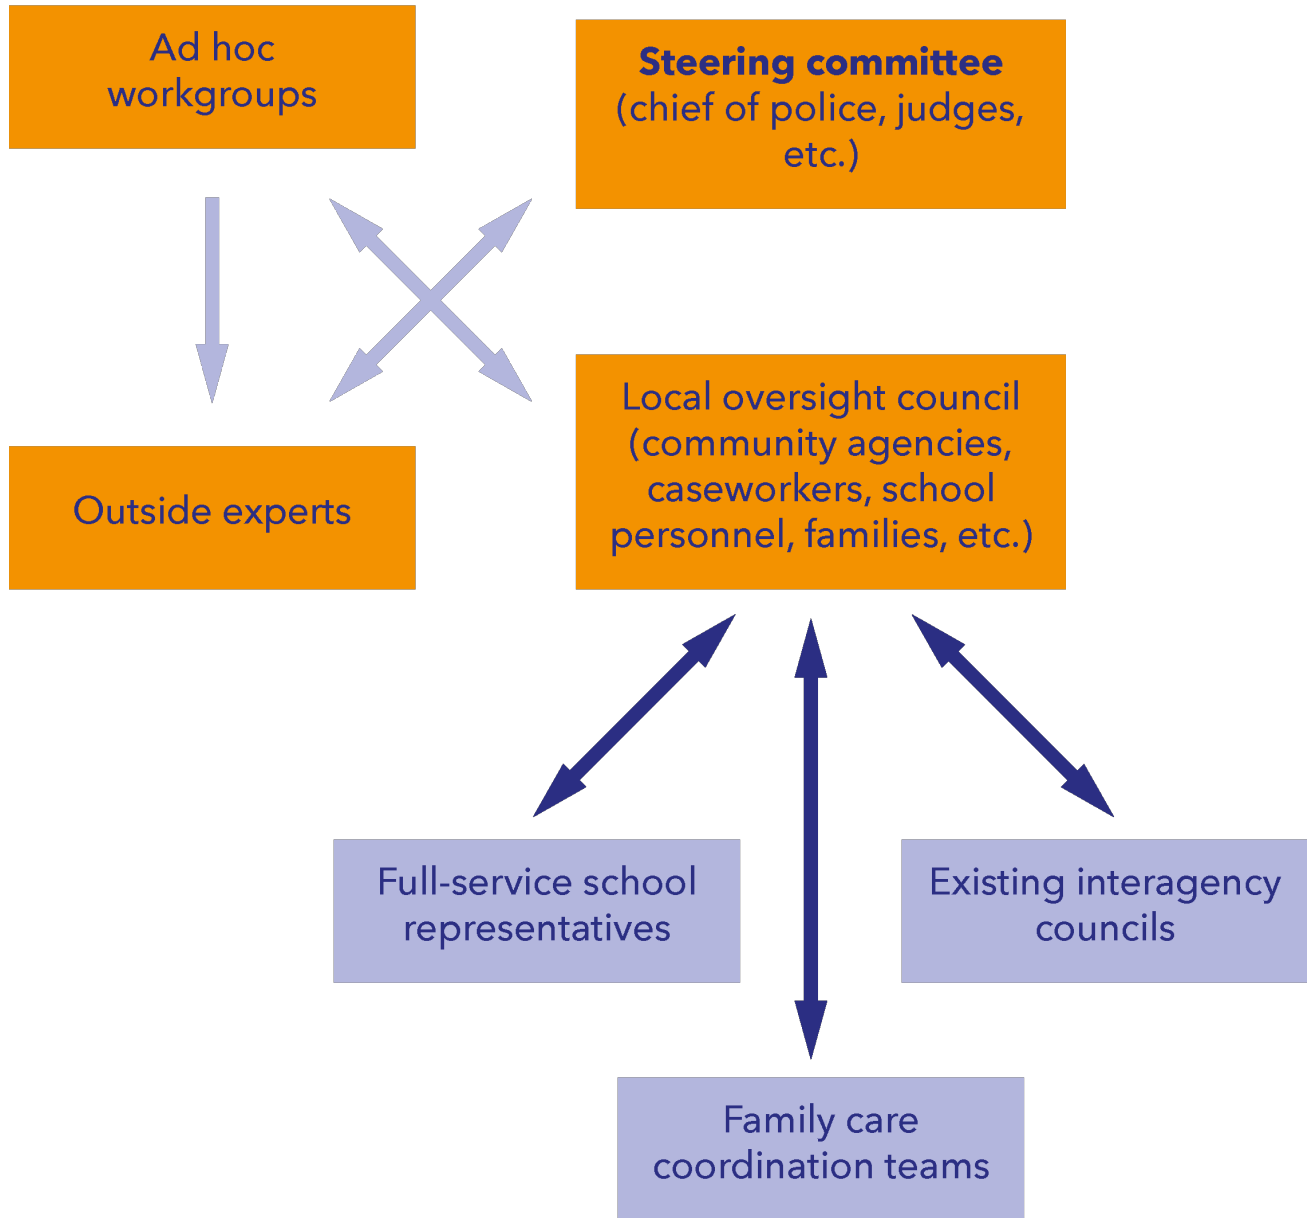 Ad hoc
workgroups
Steering committee
(chief of police, judges,
etc.)
Outside experts
Local oversight council
(community agencies,
caseworkers, school
personnel, families, etc.)
Full-service school
representatives
Existing interagency
councils
Family care
coordination teams